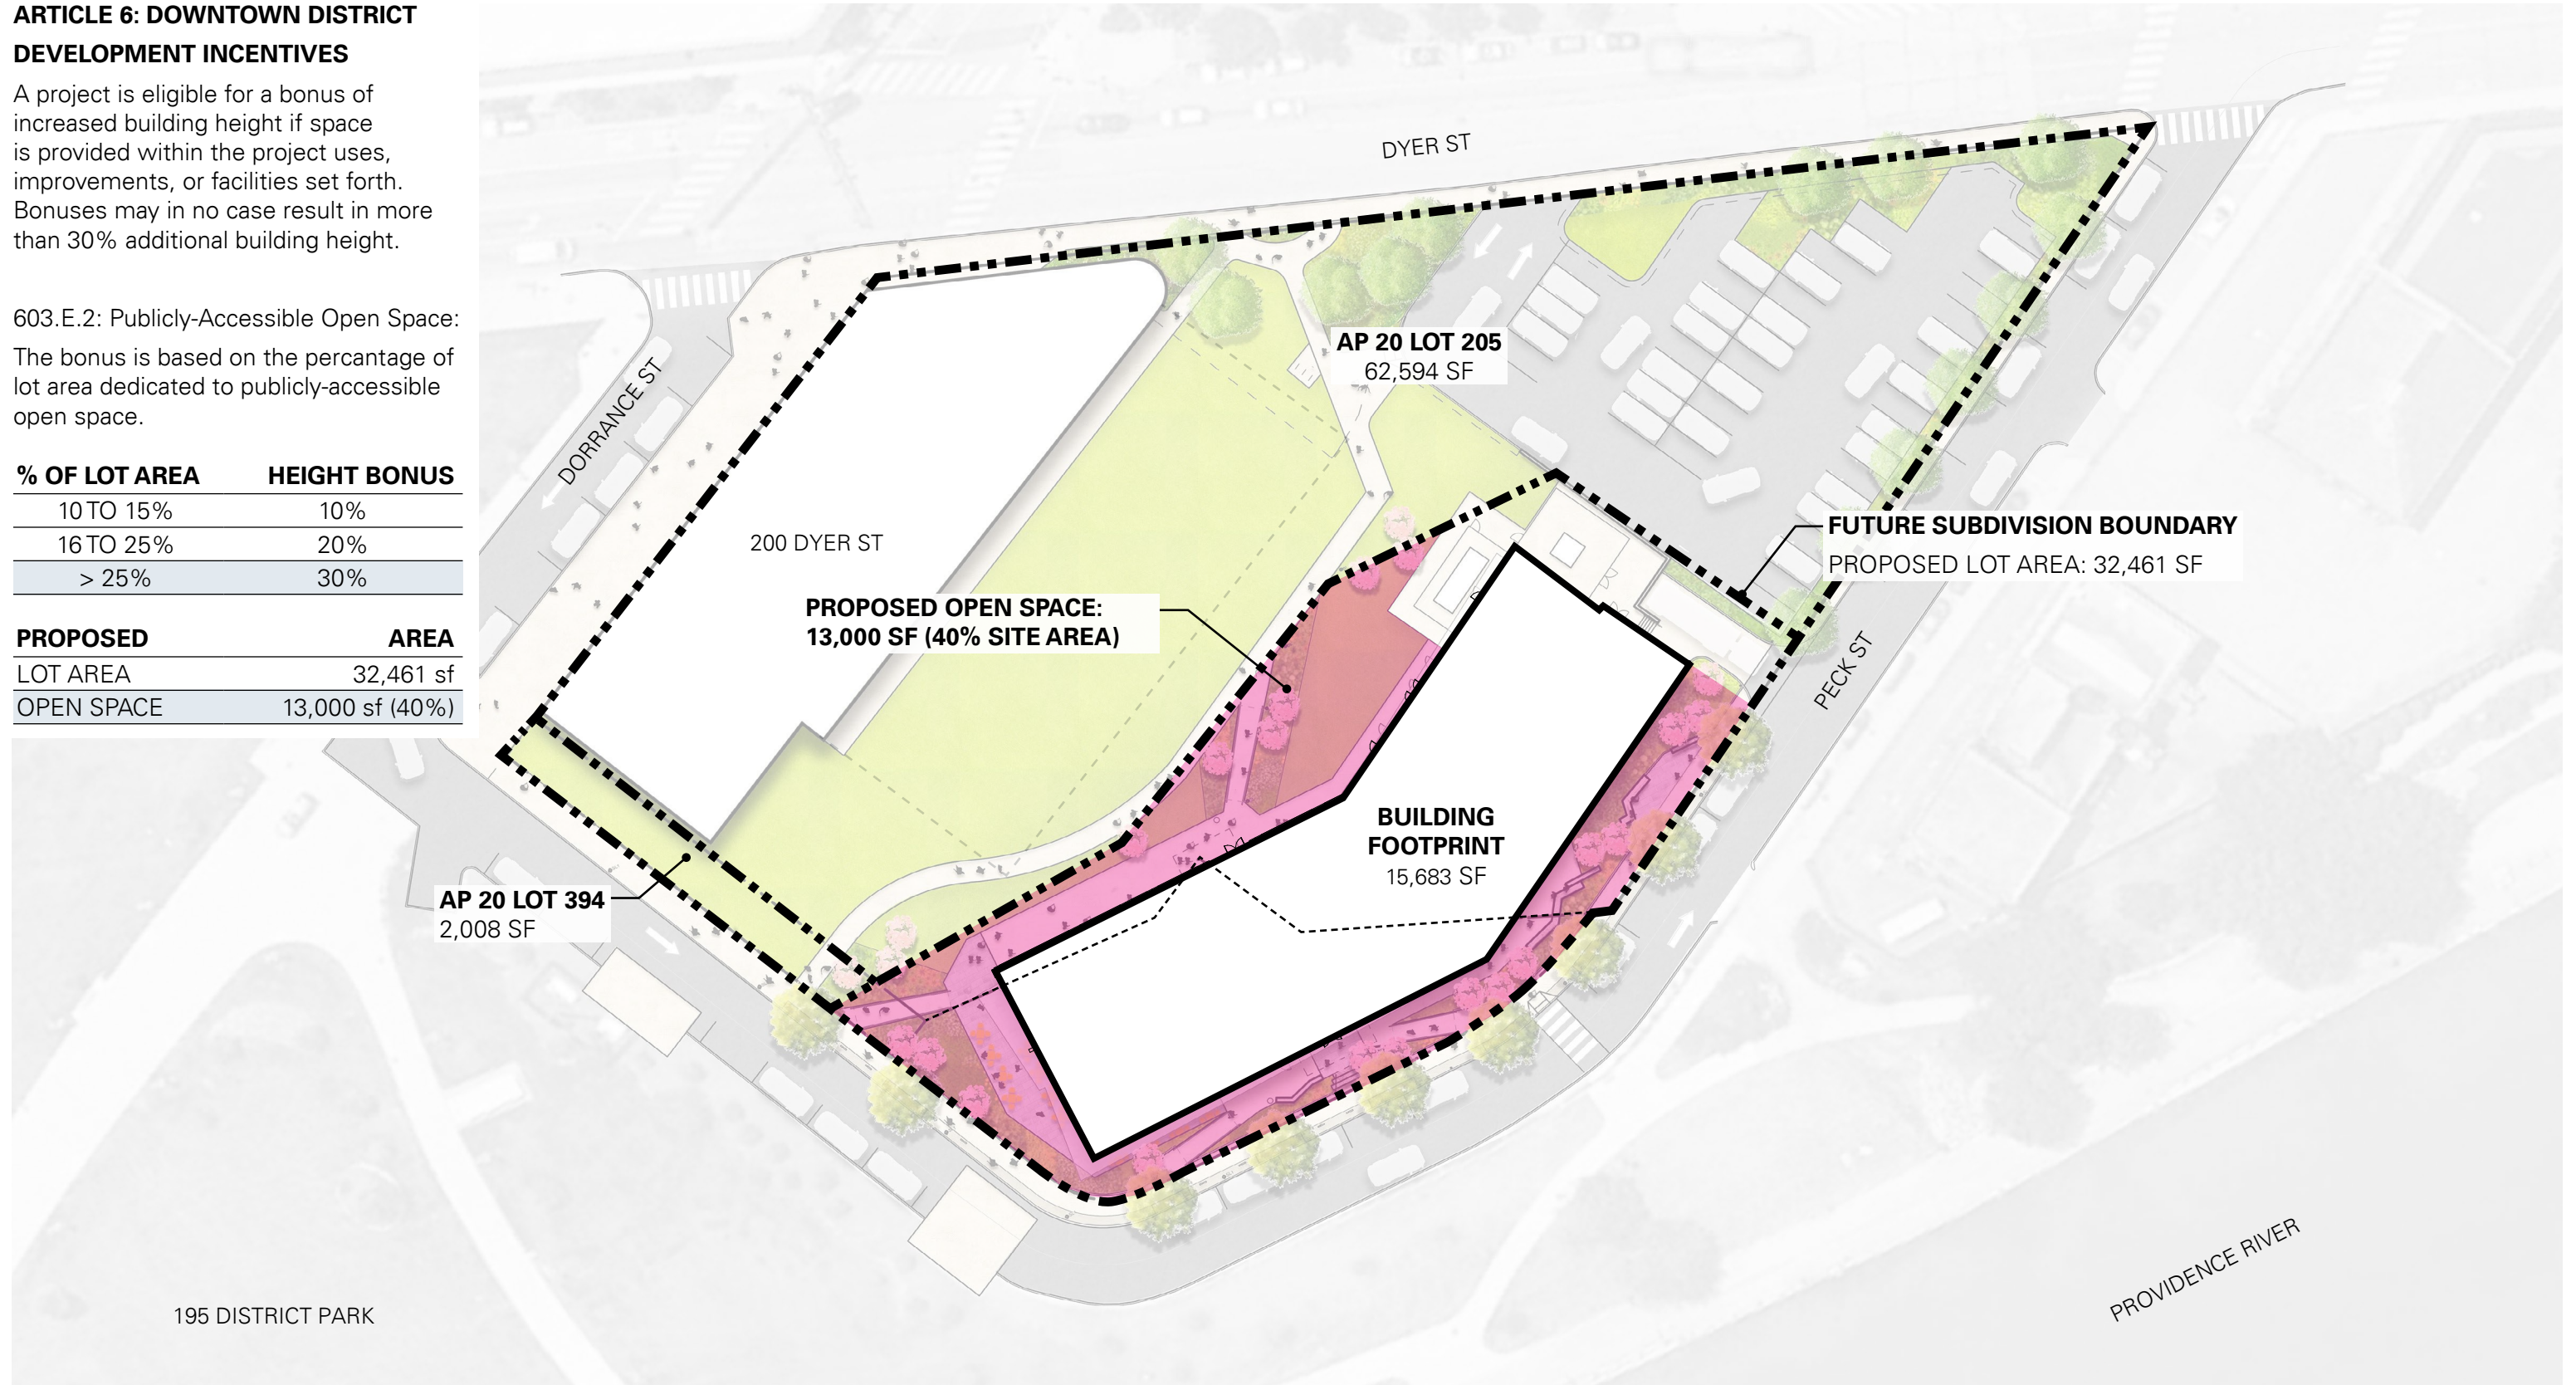 ARTICLE 6: DOWNTOWN DISTRICT
DEVELOPMENT INCENTIVES
A project is eligible for a bonus of
increased building height if space
is provided within the project uses,
improvements, or facilities set forth.
Bonuses may in no case result in more
than 30% additional building height.
603.E.2: Publicly-Accessible Open Space:
The bonus is based on the percantage of
lot area dedicated to publicly-accessible
open space.
% OF LOT AREA HEIGHT BONUS
10 TO 15% 10%
16 TO 25% 20%
> 25% 30%
PROPOSED AREA
LOT AREA 32,461 sf
OPEN SPACE 13,000 sf (40%)
DYER ST
DORRANCE ST
AP 20 LOT 205
62,594 SF
200 DYER ST
FUTURE SUBDIVISION BOUNDARY
PROPOSED LOT AREA: 32,461 SF
PROPOSED OPEN SPACE:
13,000 SF (40% SITE AREA)
PECK ST
BUILDING
FOOTPRINT
15,683 SF
AP 20 LOT 394
2,008 SF
195 DISTRICT PARK
PROVIDENCE RIVER